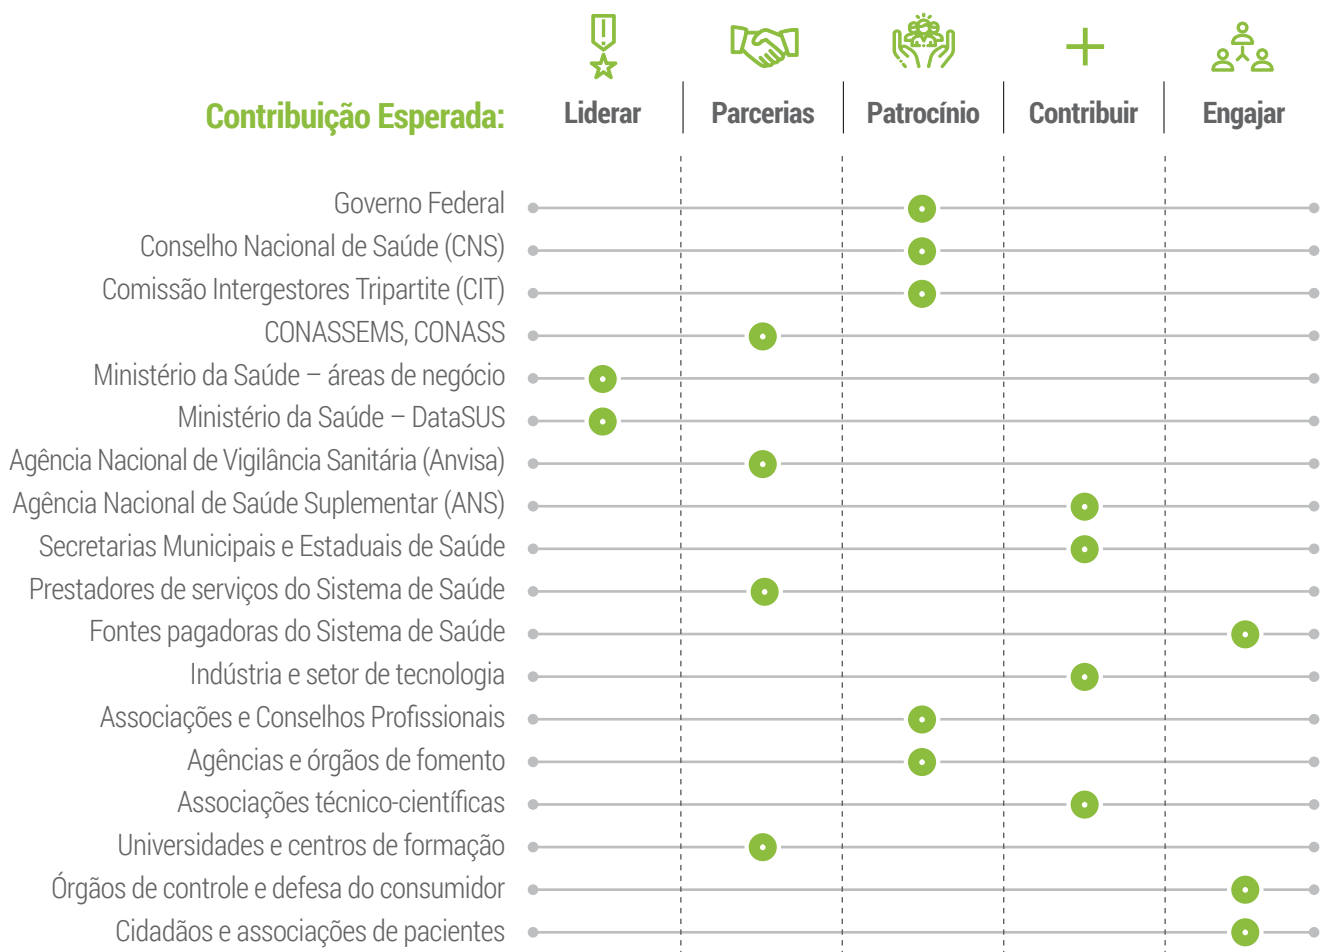 Contribuição Esperada: Liderar Parcerias Patrocínio Contribuir Engajar
Governo Federal
Conselho Nacional de Saúde (CNS)
Comissão Intergestores Tripartite (CIT)
CONASSEMS, CONASS
Ministério da Saúde – áreas de negócio
Ministério da Saúde – DataSUS
Agência Nacional de Vigilância Sanitária (Anvisa)
Agência Nacional de Saúde Suplementar (ANS)
Secretarias Municipais e Estaduais de Saúde
Prestadores de serviços do Sistema de Saúde
Fontes pagadoras do Sistema de Saúde
Indústria e setor de tecnologia
Associações e Conselhos Profissionais
Agências e órgãos de fomento
Associações técnico-científicas
Universidades e centros de formação
Órgãos de controle e defesa do consumidor
Cidadãos e associações de pacientes